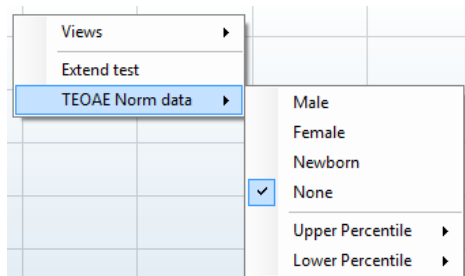 Views
Extend test
TEOAE Norm data
Male
Female
Newborn
None
Upper Percentile
Lower Percentile